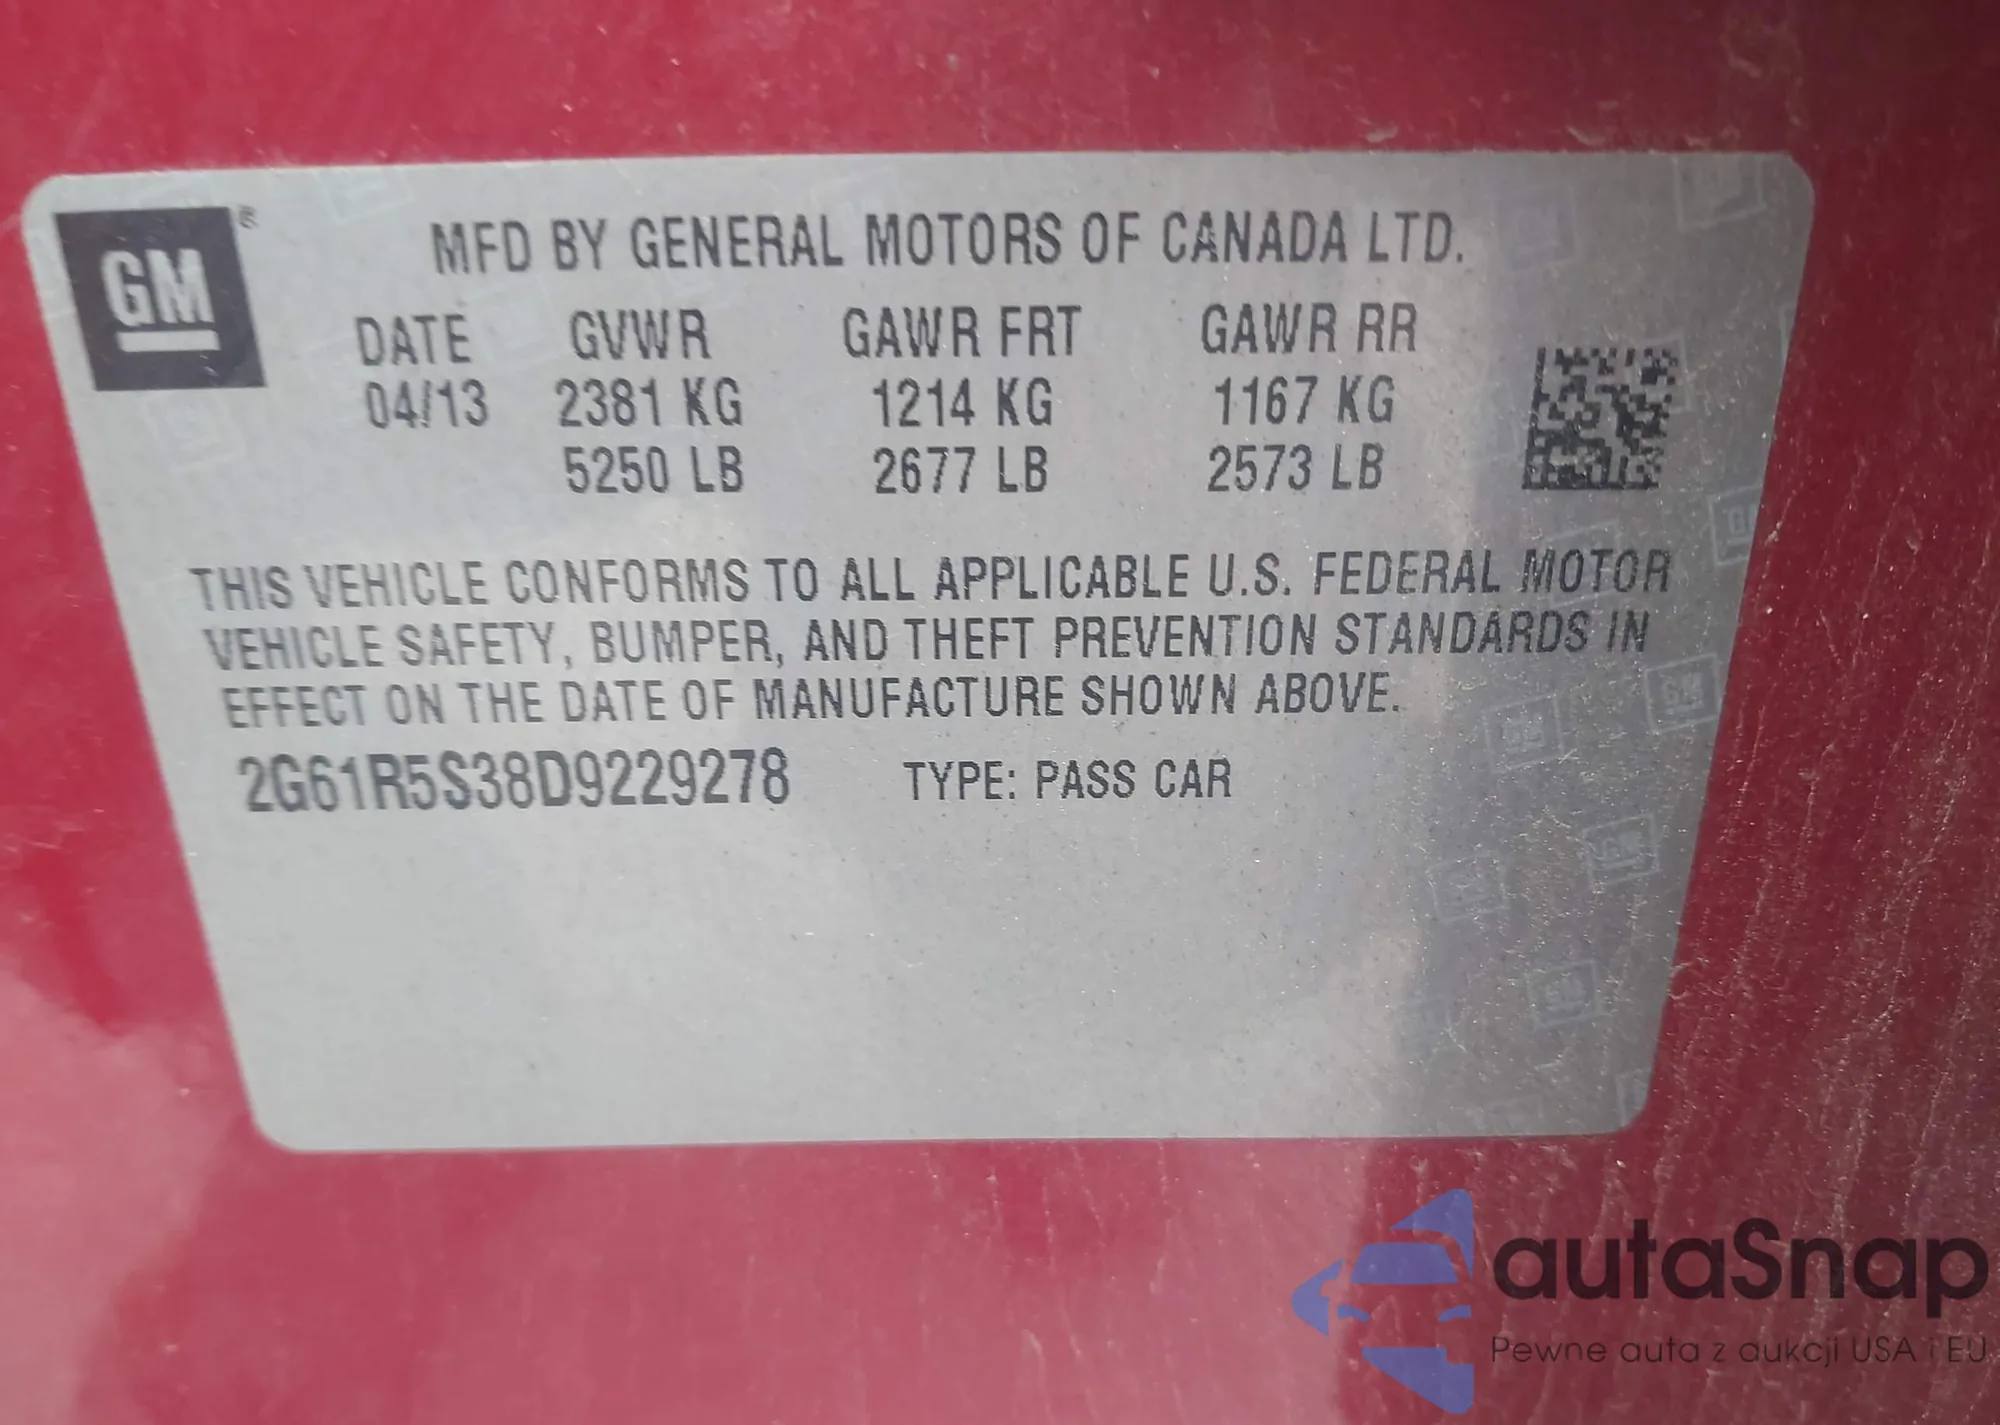 GM ®
MFD BY GENERAL MOTORS OF CANADA LTD.
DATE GVWR GAWR FRT GAWR RR
04/13 2381 KG 1214 KG 1167 KG
5250 LB 2677 LB 2573 LB
THIS VEHICLE CONFORMS TO ALL APPLICABLE U.S. FEDERAL MOTOR
VEHICLE SAFETY, BUMPER, AND THEFT PREVENTION STANDARDS IN
EFFECT ON THE DATE OF MANUFACTURE SHOWN ABOVE.
2G61R5S38D9229278 TYPE: PASS CAR
autaSnap
Pewne auta z aukcji USA i EU